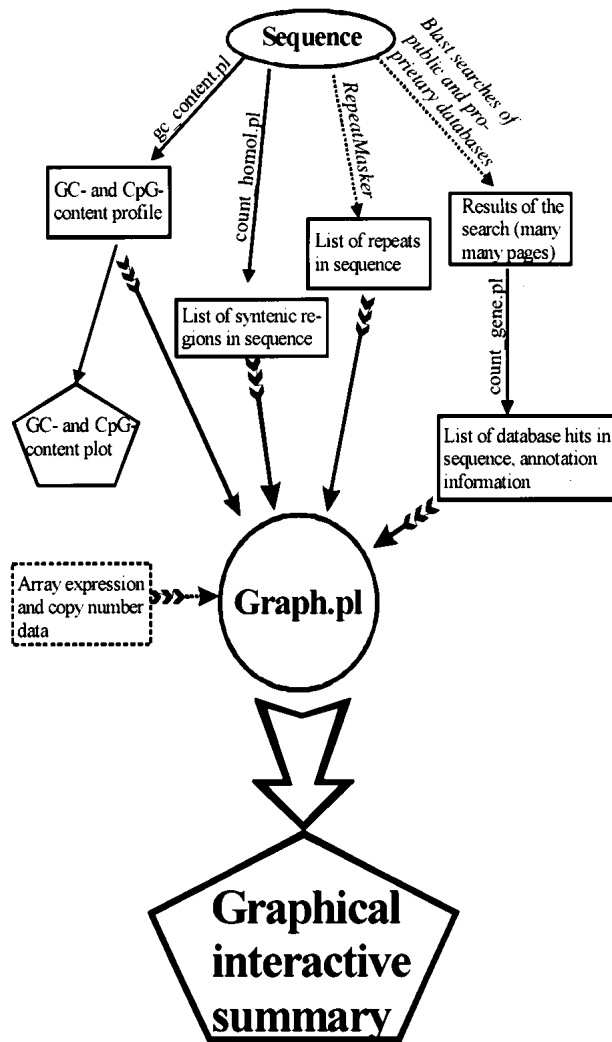 Sequence
gc_content.pl
count_homol.pl
RepeatMasker
Blast searches of
public and pro-
prietary databases
GC- and CpG-
content profile
List of repeats
in sequence
Results of the
search (many
many pages)
List of syntenic re-
gions in sequence
count_gene.pl
GC- and CpG-
content plot
List of database hits in
sequence, annotation
information
Array expression
and copy number
data
Graph.pl
Graphical
interactive
summary